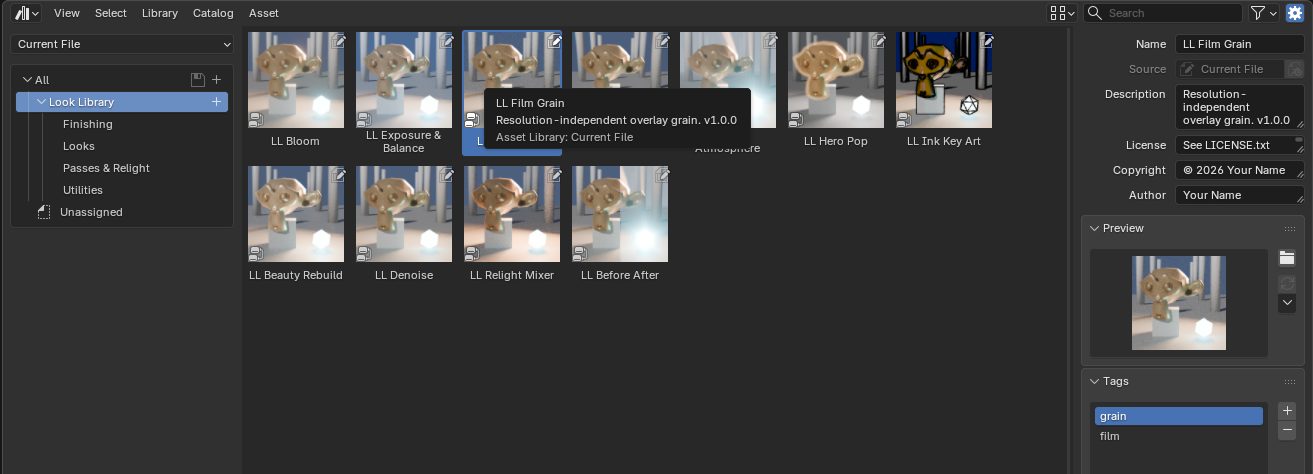 View Select Library Catalog Asset
Search
Current File
All
Look Library
Finishing
Looks
Passes & Relight
Utilities
Unassigned
LL Bloom
LL Exposure &
Balance
LL Film Grain
Resolution-independent overlay grain. v1.0.0
Asset Library: Current File
Atmosphere
LL Hero Pop
LL Ink Key Art
LL Beauty Rebuild
LL Denoise
LL Relight Mixer
LL Before After
Name LL Film Grain
Source Current File
Description Resolution-
independent
overlay grain. v1.0.0
License See LICENSE.txt
Copyright © 2026 Your Name
Author Your Name
Preview
Tags
grain
film